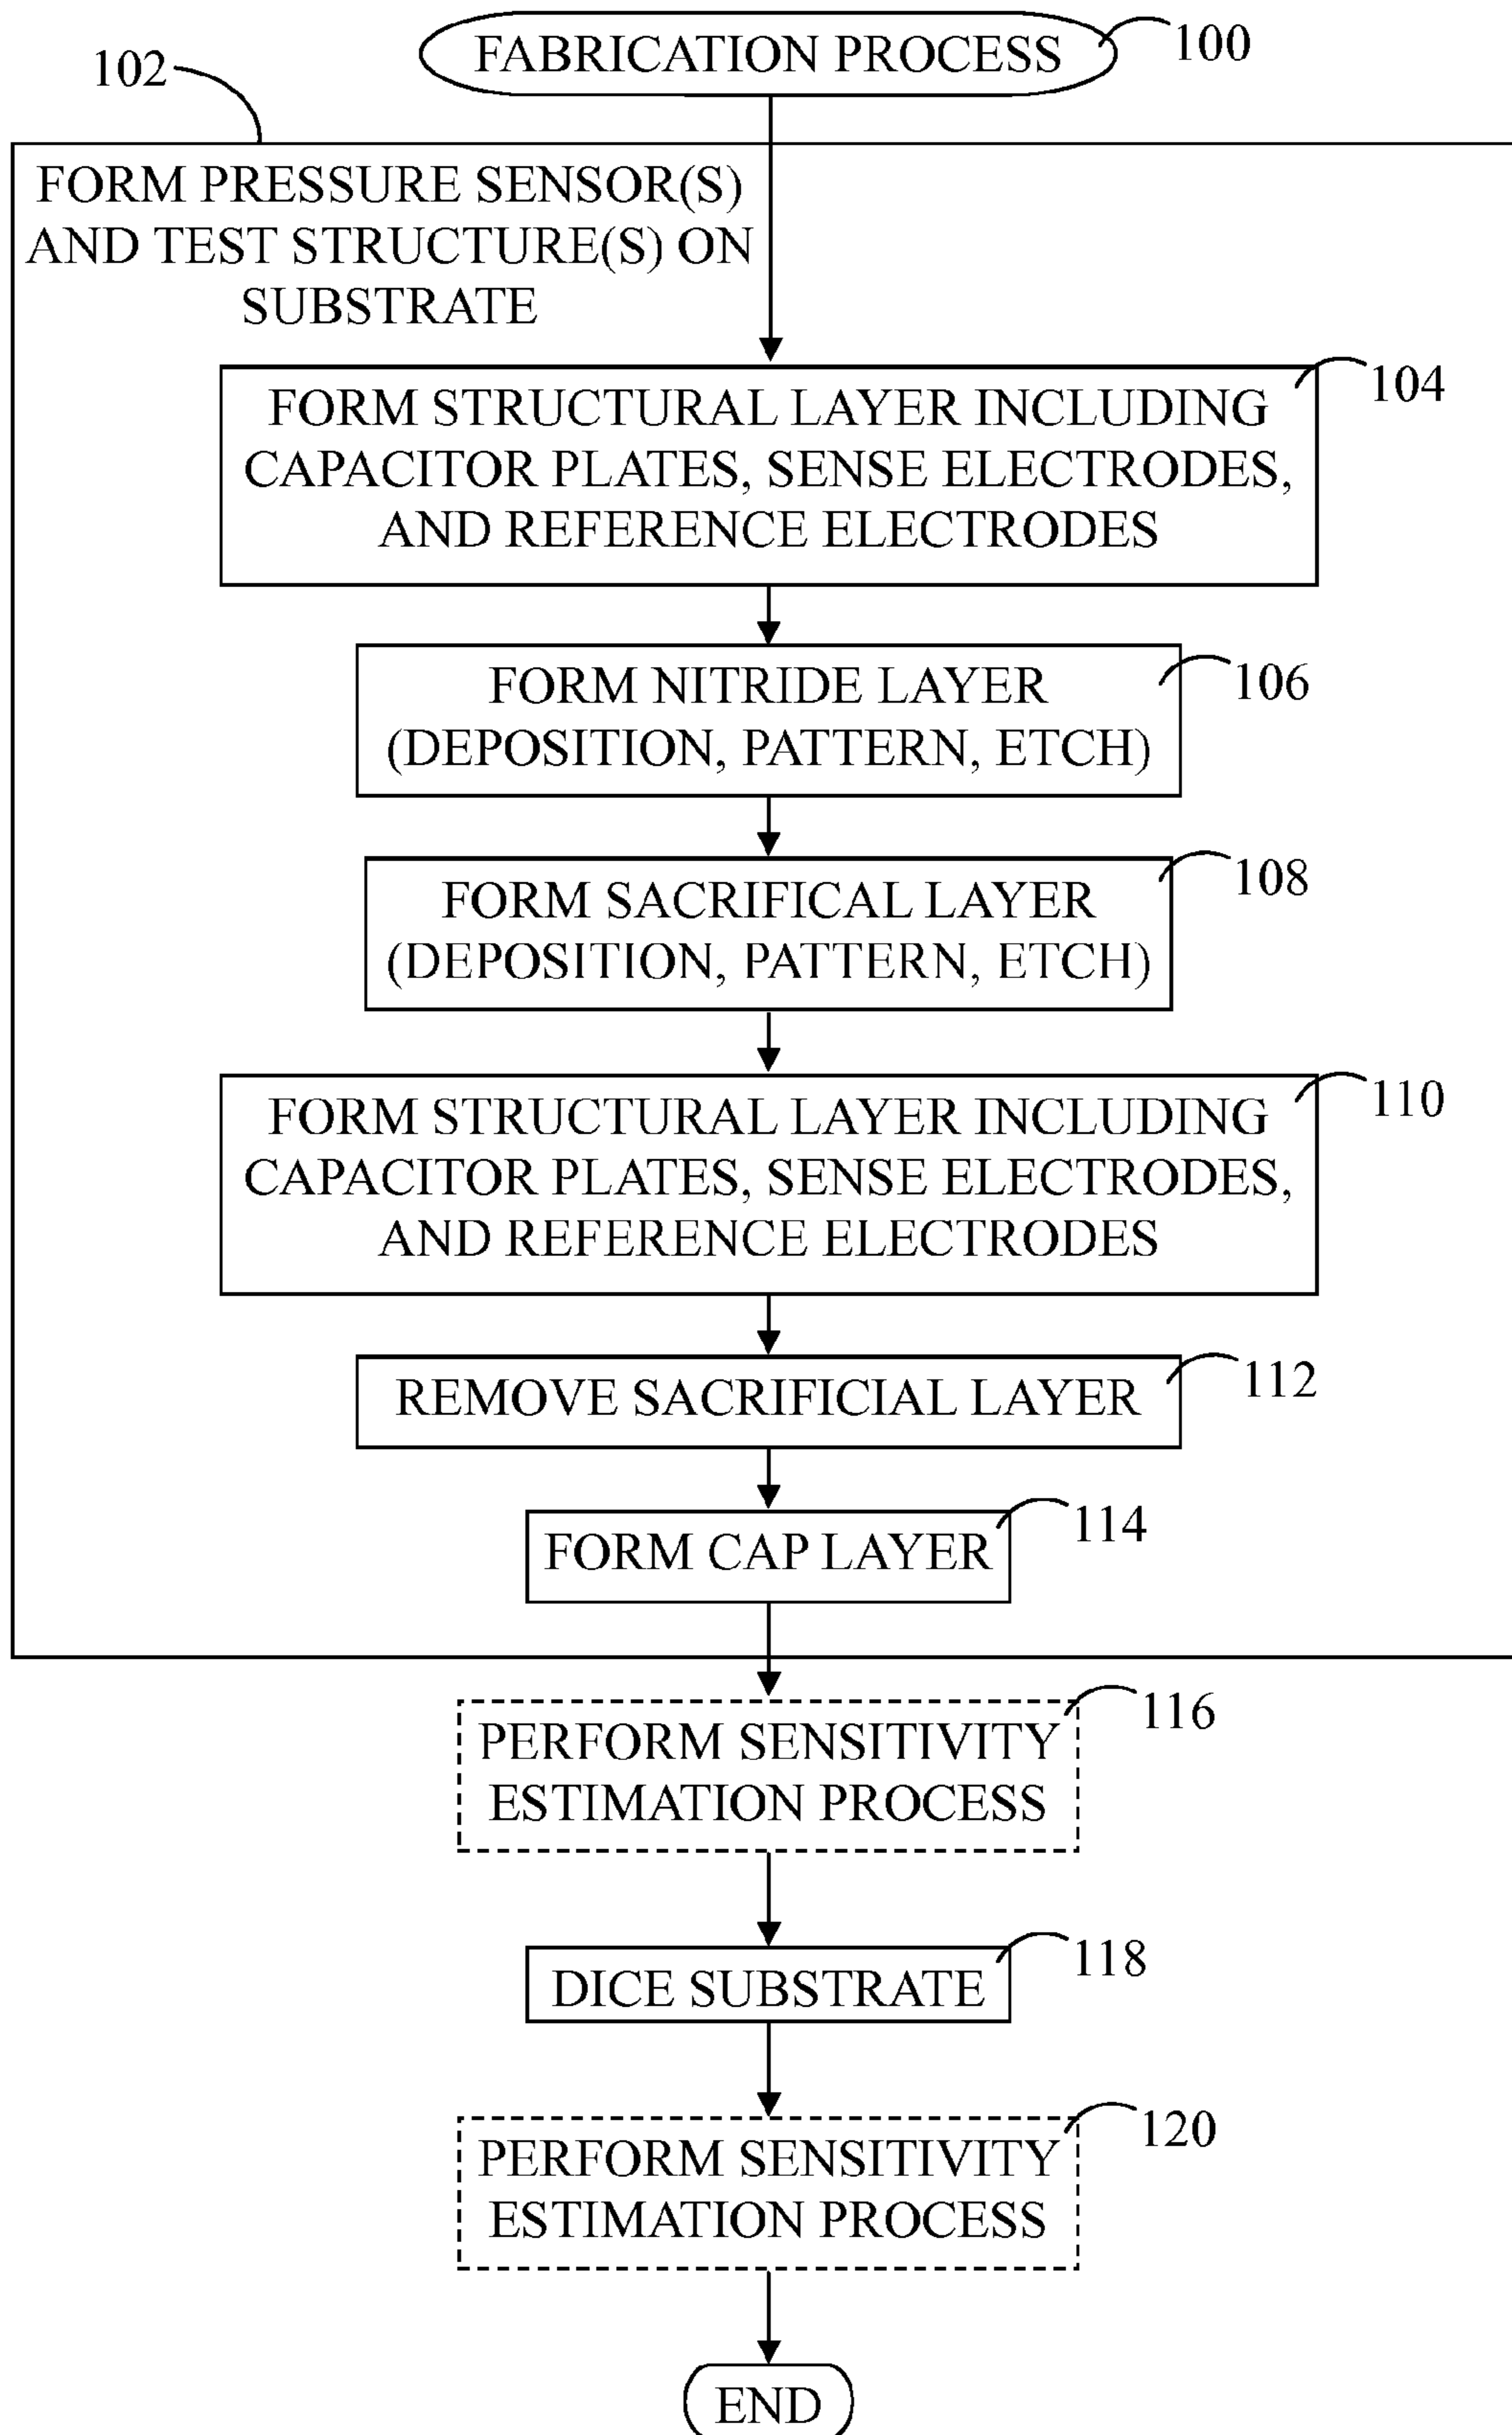 FABRICATION PROCESS
100
102
FORM PRESSURE SENSOR(S)
AND TEST STRUCTURE(S) ON
SUBSTRATE
FORM STRUCTURAL LAYER INCLUDING
CAPACITOR PLATES, SENSE ELECTRODES,
AND REFERENCE ELECTRODES
104
FORM NITRIDE LAYER
(DEPOSITION, PATTERN, ETCH)
106
FORM SACRIFICAL LAYER
(DEPOSITION, PATTERN, ETCH)
108
FORM STRUCTURAL LAYER INCLUDING
CAPACITOR PLATES, SENSE ELECTRODES,
AND REFERENCE ELECTRODES
110
REMOVE SACRIFICIAL LAYER
112
FORM CAP LAYER
114
PERFORM SENSITIVITY
ESTIMATION PROCESS
116
DICE SUBSTRATE
118
PERFORM SENSITIVITY
ESTIMATION PROCESS
120
END